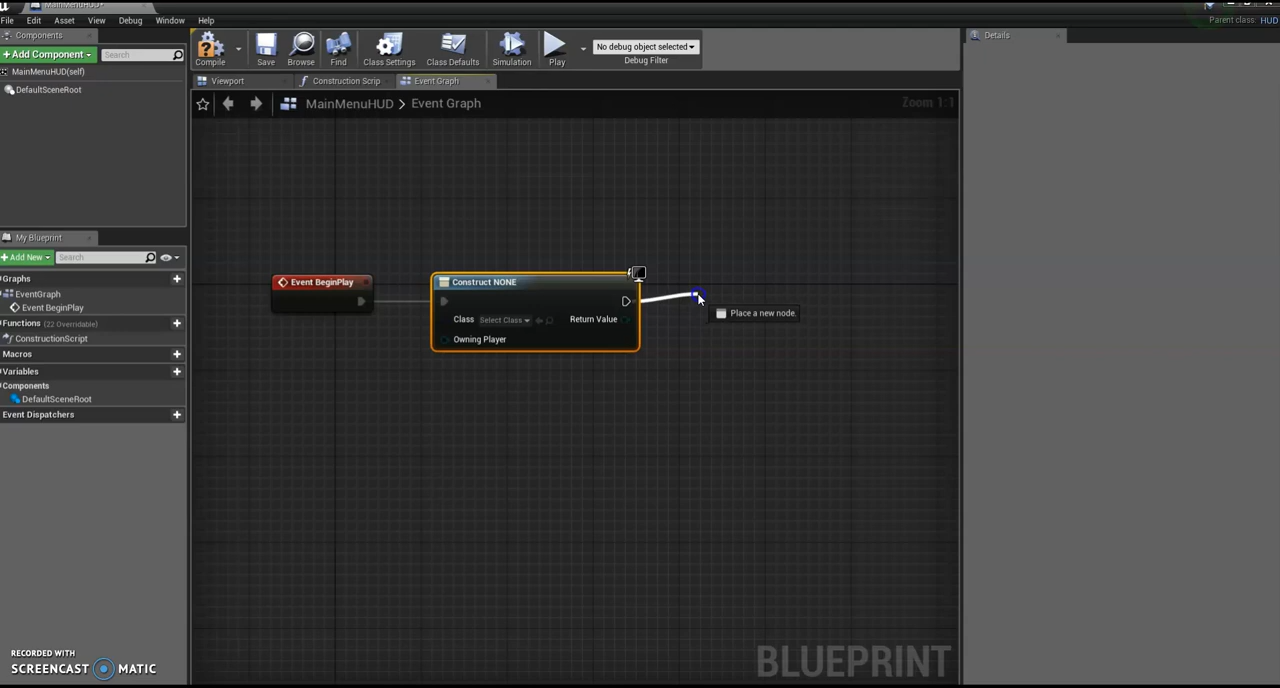 MainMenuHUD*
File Edit Asset View Debug Window Help
Parent class: HUD
Components
+Add Component
Search
MainMenuHUD(self)
DefaultSceneRoot
Compile
Save
Browse
Find
Class Settings
Class Defaults
Simulation
Play
No debug object selected
Debug Filter
Details
Viewport
Construction Scrip
Event Graph
MainMenuHUD > Event Graph
Zoom 1:1
My Blueprint
+Add New
Search
Graphs
EventGraph
Event BeginPlay
Functions (22 Overridable)
ConstructionScript
Macros
Variables
Components
DefaultSceneRoot
Event Dispatchers
Event BeginPlay
Construct NONE
Class Select Class
Return Value
Owning Player
Place a new node.
RECORDED WITH
SCREENCAST MATIC
BLUEPRINT